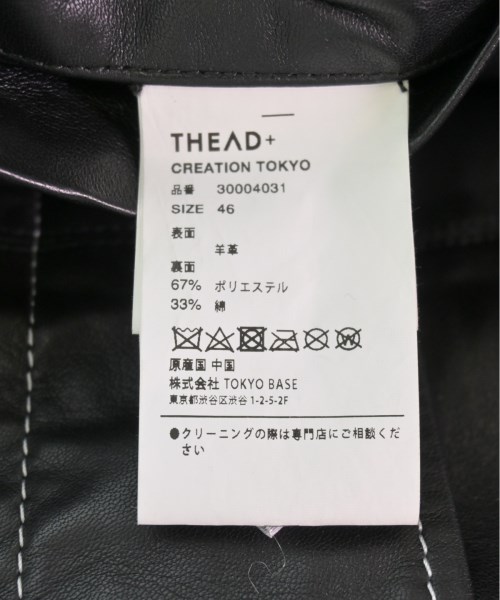 THEAD+
CREATION TOKYO
品番 30004031
SIZE 46
表面
羊革
裏面
67% ポリエステル
33% 綿
原産国 中国
株式会社 TOKYO BASE
東京都渋谷区渋谷 1-2-5-2F
●クリーニングの際は専門店にご相談くだ
さい